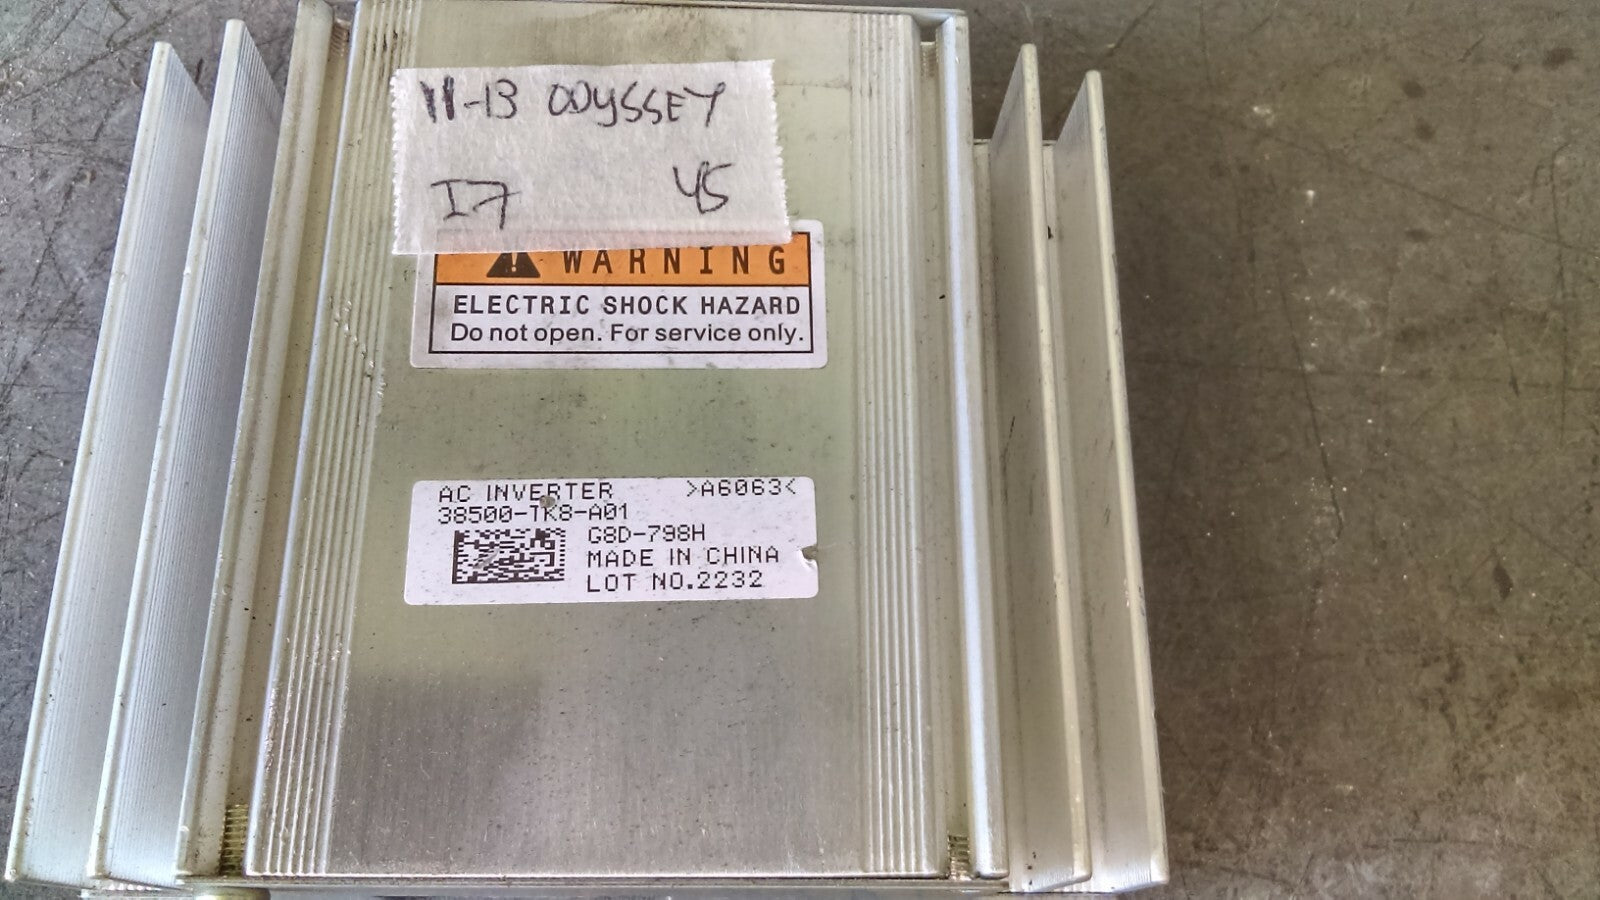 11-13 ODYSSEY
I7 45
WARNING
ELECTRIC SHOCK HAZARD
Do not open. For service only.
AC INVERTER >A6063<
38500-TK8-A01
G8D-798H
MADE IN CHINA
LOT NO.2232